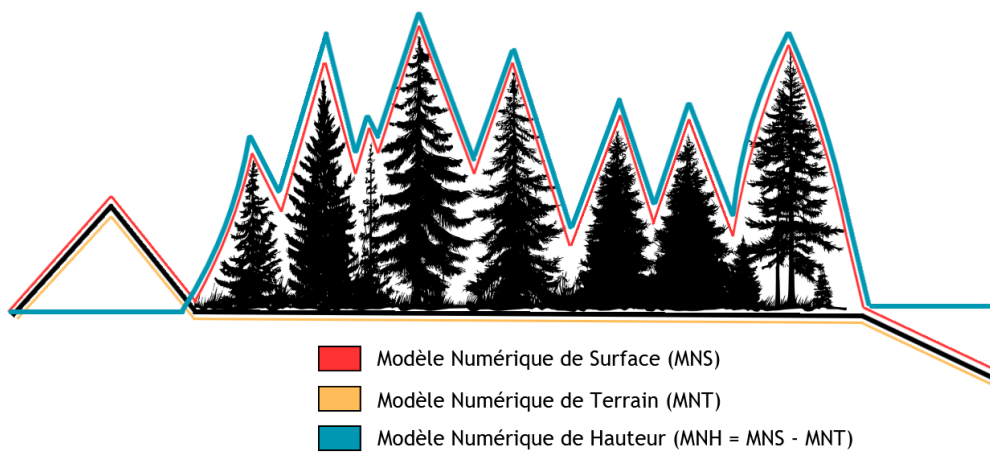 Modèle Numérique de Surface (MNS)
Modèle Numérique de Terrain (MNT)
Modèle Numérique de Hauteur (MNH = MNS - MNT)